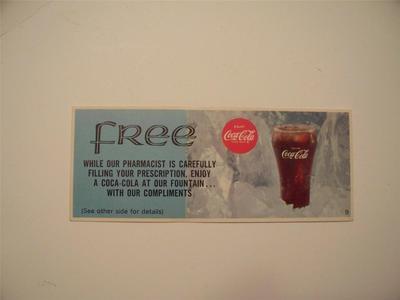 FREE
WHILE OUR PHARMACIST IS CAREFULLY
FILLING YOUR PRESCRIPTION, ENJOY
A COCA-COLA AT OUR FOUNTAIN...
WITH OUR COMPLIMENTS
(See other side for details)
Coca-Cola
Coca-Cola